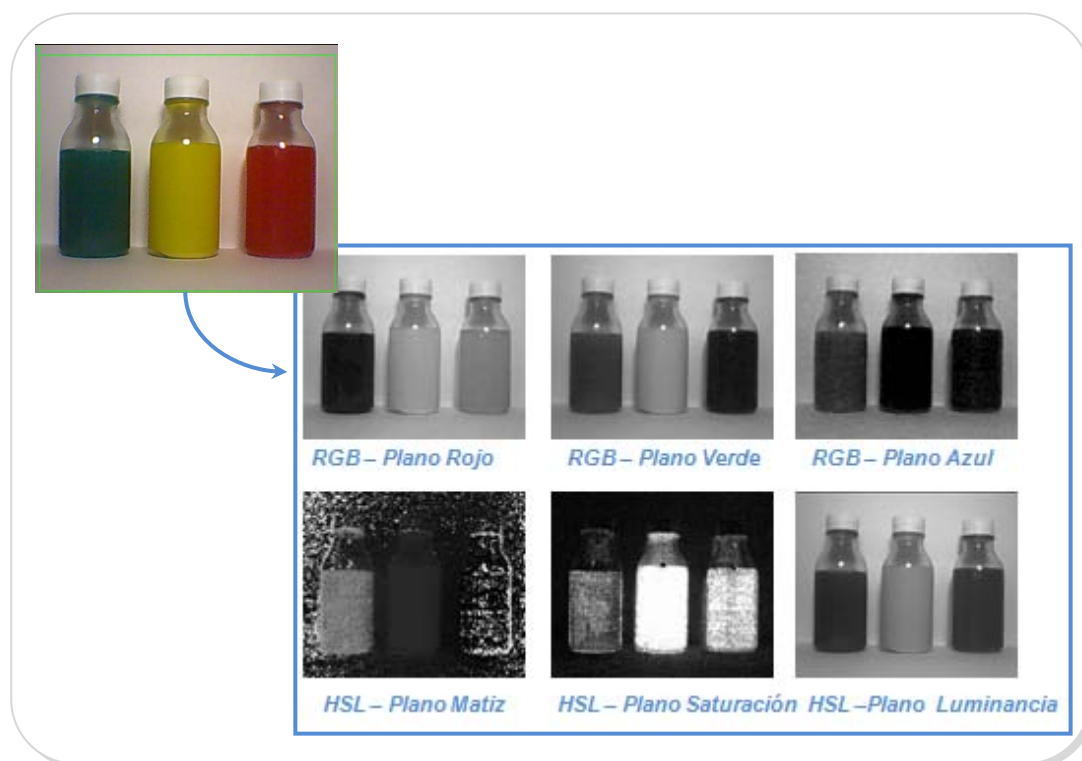 RGB – Plano Rojo
RGB – Plano Verde
RGB – Plano Azul
HSL – Plano Matiz
HSL – Plano Saturación
HSL –Plano Luminancia